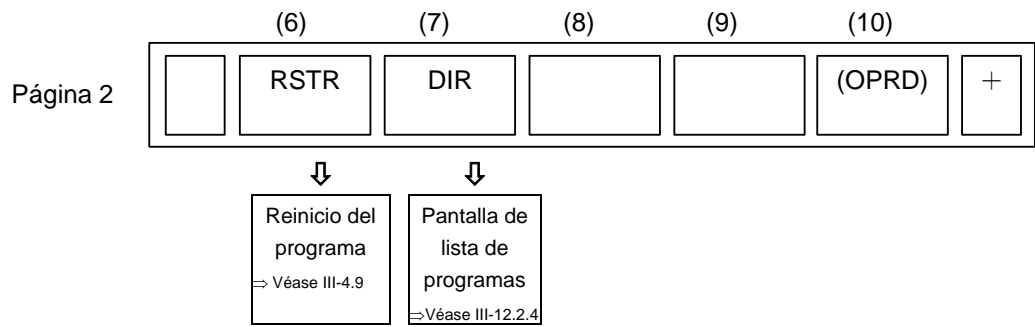 (6) (7) (8) (9) (10)
Página 2 RSTR DIR (OPRD) +
Reinicio del
programa
⇒ Véase III-4.9
Pantalla de
lista de
programas
⇒Véase III-12.2.4